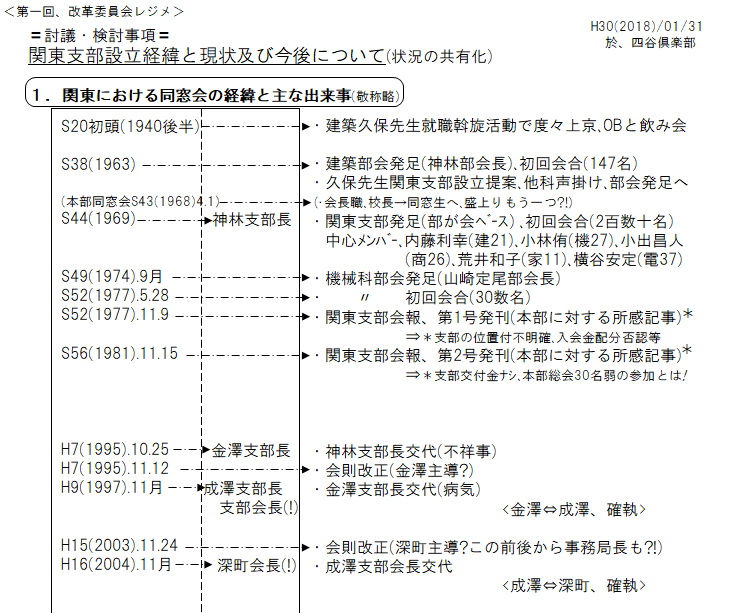 ＜第一回、改革委員会レジメ＞
H30(2018)/01/31
＝討議・検討事項＝
於、四谷倶楽部
関東支部設立経緯と現状及び今後について(状況の共有化)
１．関東における同窓会の経緯と主な出来事(敬称略)
S20初頭(1940後半) ・建築久保先生就職斡旋活動で度々上京､OBと飲み会
S38(1963) ・建築部会発足(神林部会長)､初回会合(147名)
・久保先生関東支部設立提案､他科声掛け､部会発足へ
(本部同窓会S43(1968)4.1) (・会長職､校長→同窓生へ､盛上りもう一つ?!)
S44(1969) 神林支部長 ・関東支部発足(部が会ﾍﾞｰｽ)､初回会合(2百数十名)
中心ﾒﾝﾊﾞｰ､内藤利幸(建21)､小林侑(機27)､小出昌人
(商26)､荒井和子(家11)､横谷安定(電37)
S49(1974).9月 ・機械科部会発足(山崎定尾部会長)
S52(1977).5.28 ・ 〃 初回会合(30数名)
S52(1977).11.9 ・関東支部会報、第1号発刊(本部に対する所感記事)＊
⇒＊支部の位置付不明確､入会金配分否認等
S56(1981).11.15 ・関東支部会報、第2号発刊(本部に対する所感記事)＊
⇒＊支部交付金ﾅｼ､本部総会30名弱の参加とは!
H7(1995).10.25 金澤支部長 ・神林支部長交代(不祥事)
H7(1995).11.12 ・会則改正(金澤主導?)
H9(1997).11月 成澤支部長 ・金澤支部長交代(病気)
支部会長(!) <金澤⇔成澤、確執>
H15(2003).11.24 ・会則改正(深町主導?この前後から事務局長も?!)
H16(2004).11月 深町会長(!) ・成澤支部会長交代
<成澤⇔深町、確執>